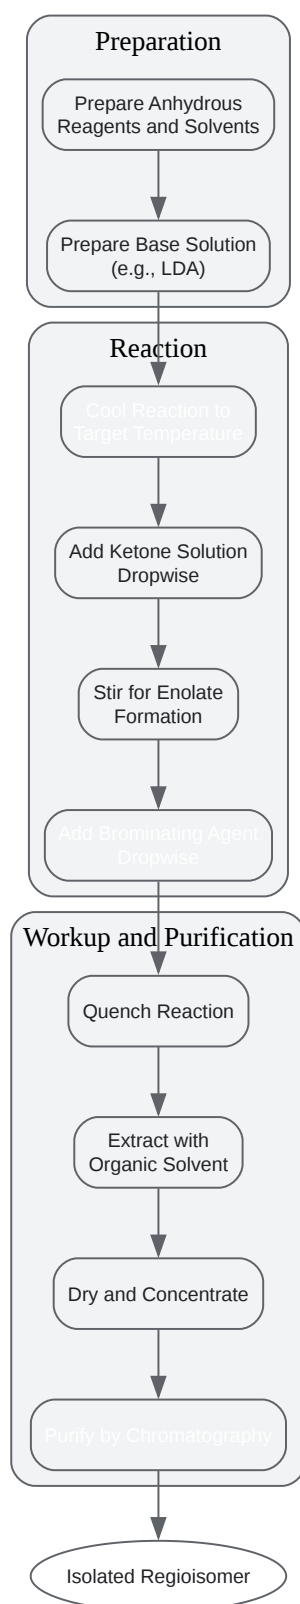 Preparation
Prepare Anhydrous
Reagents and Solvents
Prepare Base Solution
(e.g., LDA)
Reaction
Cool Reaction to
Target Temperature
Add Ketone Solution
Dropwise
Stir for Enolate
Formation
Add Brominating Agent
Dropwise
Workup and Purification
Quench Reaction
Extract with
Organic Solvent
Dry and Concentrate
Purify by Chromatography
Isolated Regioisomer